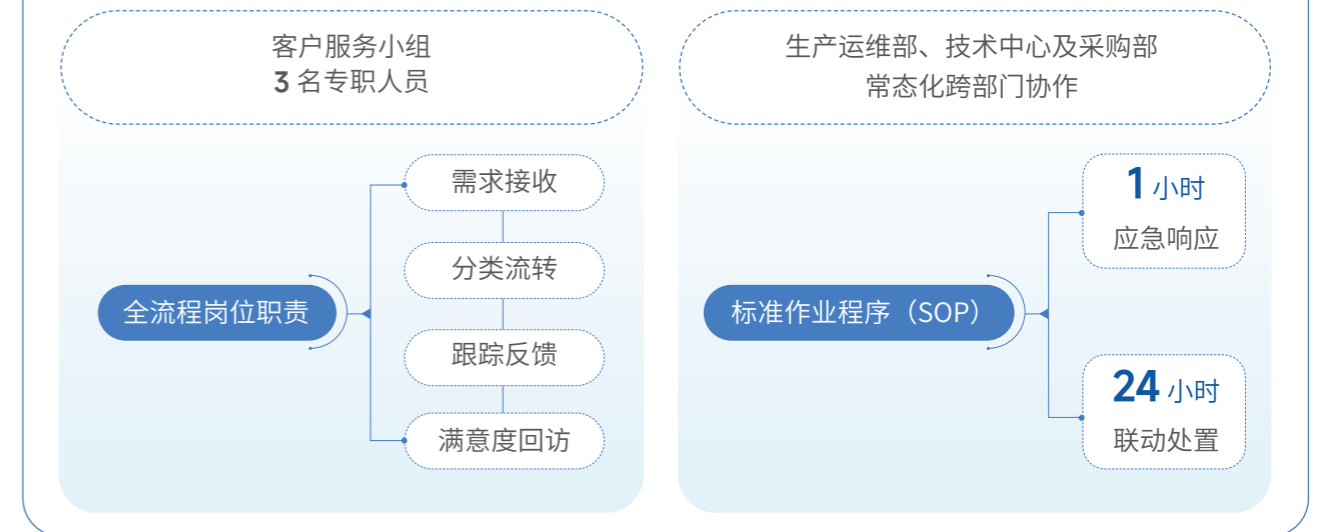 客户服务小组
3 名专职人员
全流程岗位职责
需求接收
分类流转
跟踪反馈
满意度回访
生产运维部、技术中心及采购部
常态化跨部门协作
标准作业程序（SOP）
1 小时
应急响应
24 小时
联动处置